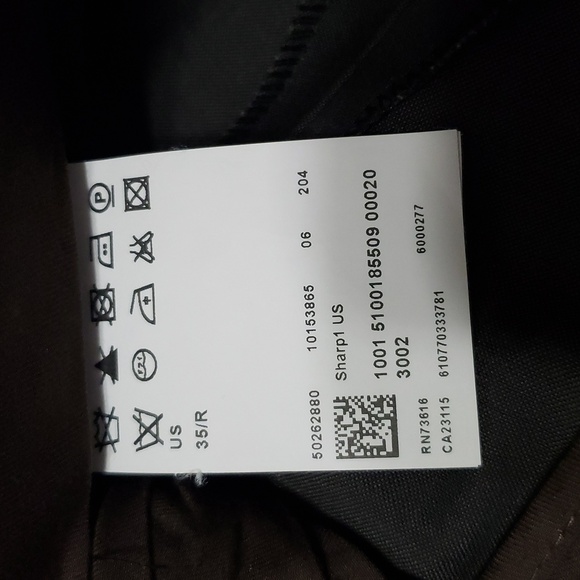 US
35/R
50262880 10153865 06 204
Sharp1 US
1001 5100185509 00020
3002
RN73616 6000277
CA23115 610770333781